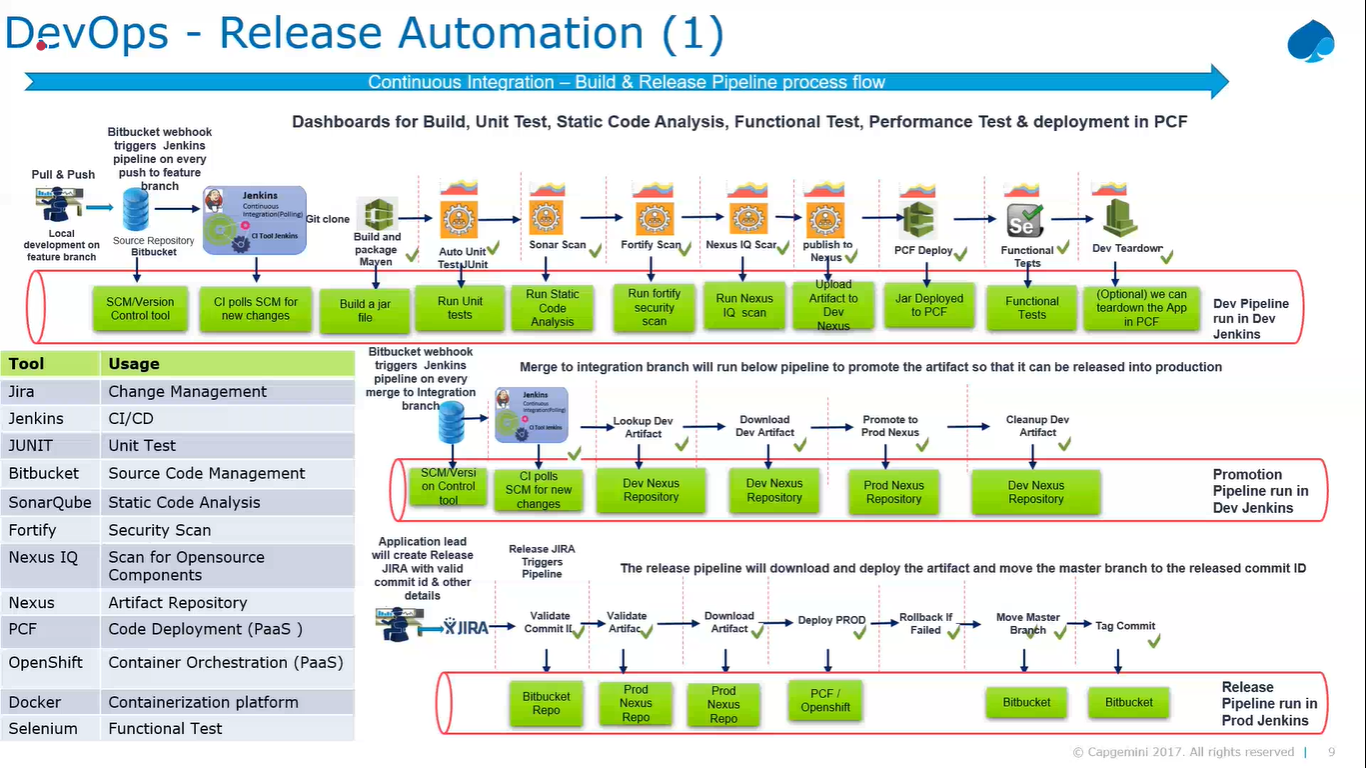 DevOps - Release Automation (1)
Continuous Integration – Build & Release Pipeline process flow
Dashboards for Build, Unit Test, Static Code Analysis, Functional Test, Performance Test & deployment in PCF
Bitbucket webhook
triggers Jenkins
pipeline on every
push to feature
branch
Pull & Push
Local
development on
feature branch
Source Repository
Bitbucket
Jenkins
Continuous
Integration(Polling)
CI Tool Jenkins
Git clone
Build and
package
Maven
Auto Unit
Test JUnit
Sonar Scan
Fortify Scan
Nexus IQ Scan
publish to
Nexus
PCF Deploy
Se
Functional
Tests
Dev Teardown
SCM/Version
Control tool
CI polls SCM for
new changes
Build a jar
file
Run Unit
tests
Run Static
Code
Analysis
Run fortify
security
scan
Run Nexus
IQ scan
Upload
Artifact to
Dev
Nexus
Jar Deployed
to PCF
Functional
Tests
(Optional) we can
teardown the App
in PCF
Dev Pipeline
run in Dev
Jenkins
Tool Usage
Jira Change Management
Jenkins CI/CD
JUNIT Unit Test
Bitbucket Source Code Management
SonarQube Static Code Analysis
Fortify Security Scan
Nexus IQ Scan for Opensource
Components
Nexus Artifact Repository
PCF Code Deployment (PaaS )
OpenShift Container Orchestration (PaaS)
Docker Containerization platform
Selenium Functional Test
Bitbucket webhook
triggers Jenkins
pipeline on every
merge to Integration
branch
Merge to integration branch will run below pipeline to promote the artifact so that it can be released into production
Jenkins
Continuous
Integration(Polling)
CI Tool Jenkins
Lookup Dev
Artifact
Download
Dev Artifact
Promote to
Prod Nexus
Cleanup Dev
Artifact
SCM/Versi
on Control
tool
CI polls
SCM for new
changes
Dev Nexus
Repository
Dev Nexus
Repository
Prod Nexus
Repository
Dev Nexus
Repository
Promotion
Pipeline run in
Dev Jenkins
Application lead
will create Release
JIRA with valid
commit id & other
details
Release JIRA
Triggers
Pipeline
The release pipeline will download and deploy the artifact and move the master branch to the released commit ID
JIRA
Validate
Commit ID
Validate
Artifact
Download
Artifact
Deploy PROD
Rollback If
Failed
Move Master
Branch
Tag Commit
Bitbucket
Repo
Prod
Nexus
Repo
Prod
Nexus
Repo
PCF /
Openshift
Bitbucket
Bitbucket
Release
Pipeline run in
Prod Jenkins
© Capgemini 2017. All rights reserved | 9